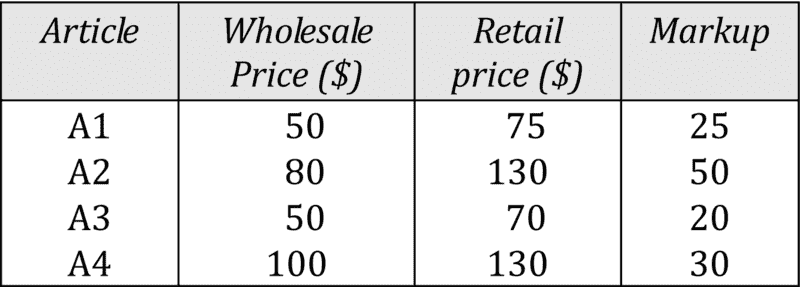 Article Wholesale Price ($) Retail price ($) Markup
A1 50 75 25
A2 80 130 50
A3 50 70 20
A4 100 130 30